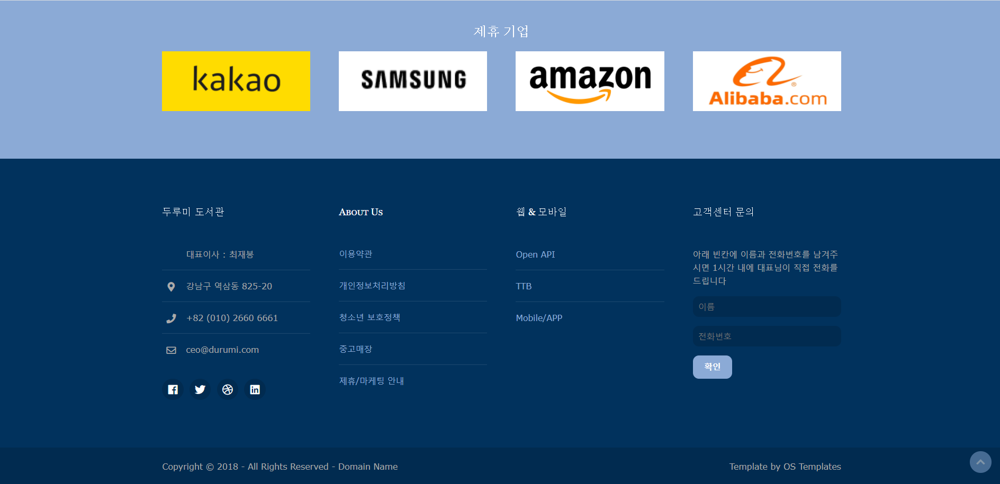 제휴 기업
kakao
SAMSUNG
amazon
Alibaba.com
두루미 도서관
대표이사 : 최재봉
강남구 역삼동 825-20
+82 (010) 2660 6661
ceo@durumi.com
About Us
이용약관
개인정보처리방침
청소년 보호정책
중고매장
제휴/마케팅 안내
웹 & 모바일
Open API
TTB
Mobile/APP
고객센터 문의
아래 빈칸에 이름과 전화번호를 남겨주
시면 1시간 내에 대표님이 직접 전화를
드립니다
이름
전화번호
확인
Copyright © 2018 - All Rights Reserved - Domain Name
Template by OS Templates